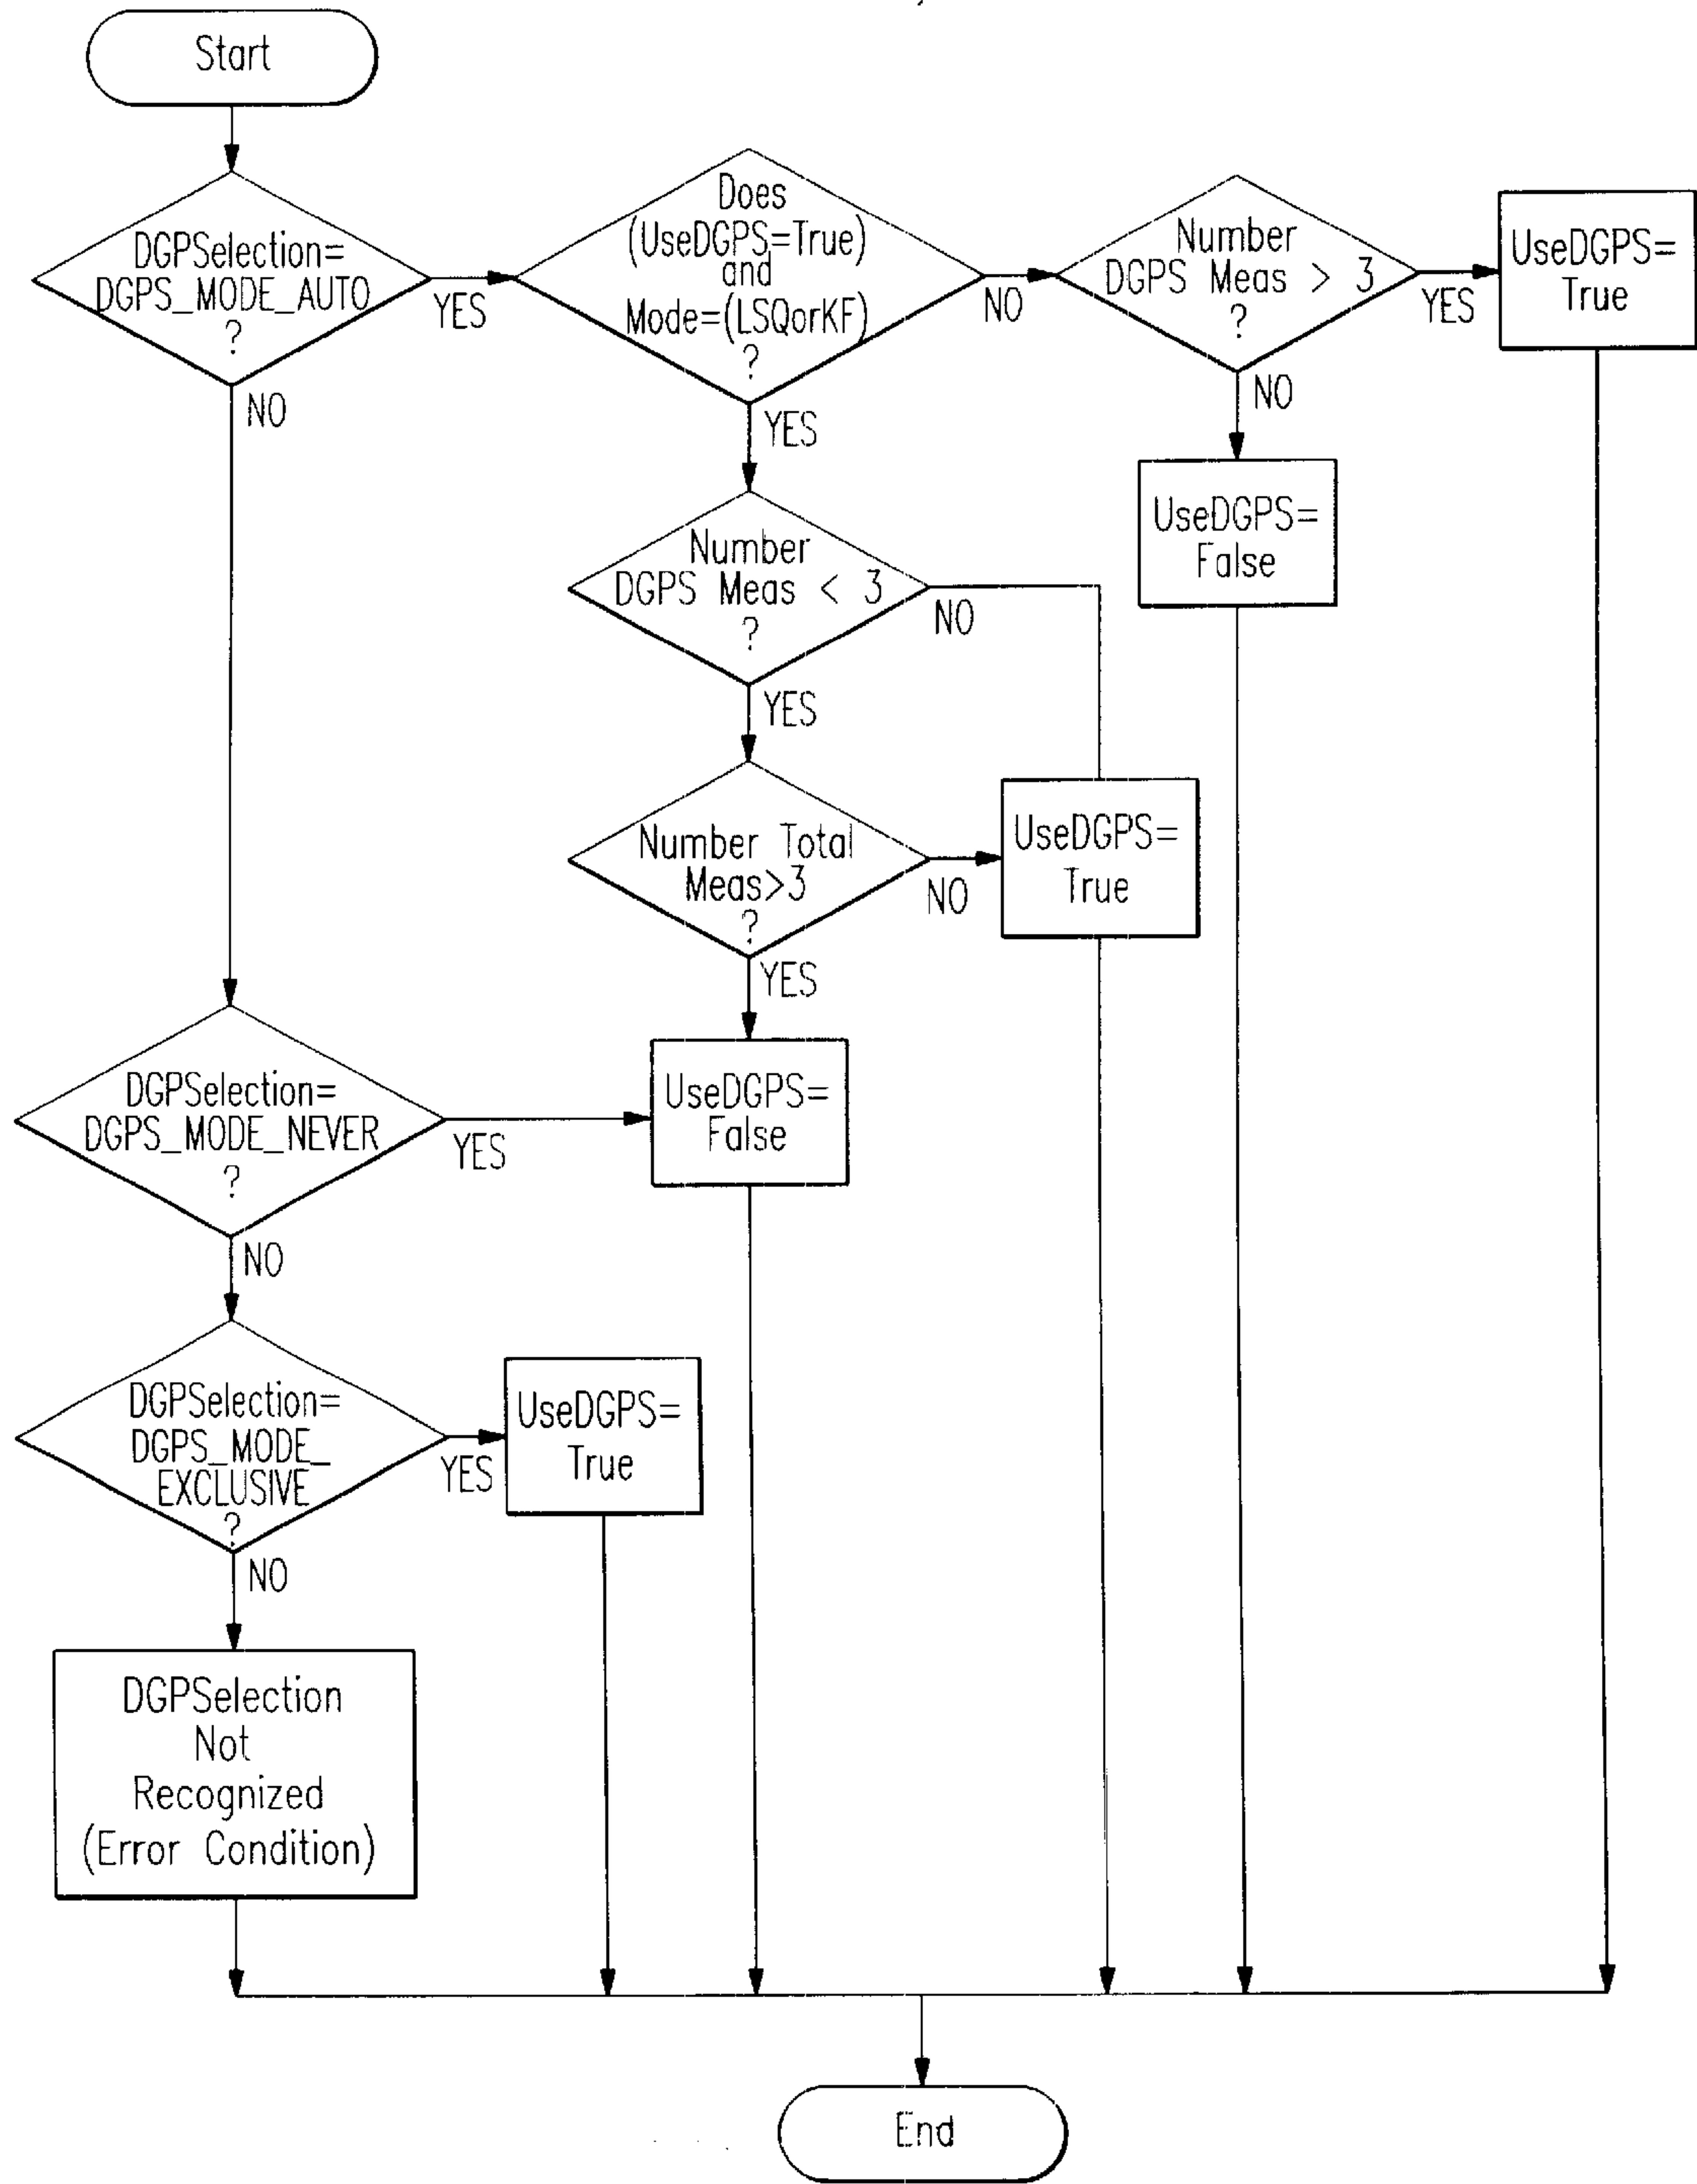 Start
DGPSelection=
DGPS_MODE_AUTO
?
YES
NO
Does
(UseDGPS=True)
and
Mode=(LSQorKF)
?
NO
YES
Number
DGPS Meas > 3
?
YES
NO
UseDGPS=
True
UseDGPS=
False
Number
DGPS Meas < 3
?
NO
YES
Number Total
Meas>3
?
NO
YES
UseDGPS=
True
DGPSelection=
DGPS_MODE_NEVER
?
YES
NO
UseDGPS=
False
DGPSelection=
DGPS_MODE_
EXCLUSIVE
?
YES
NO
UseDGPS=
True
DGPSelection
Not
Recognized
(Error Condition)
End